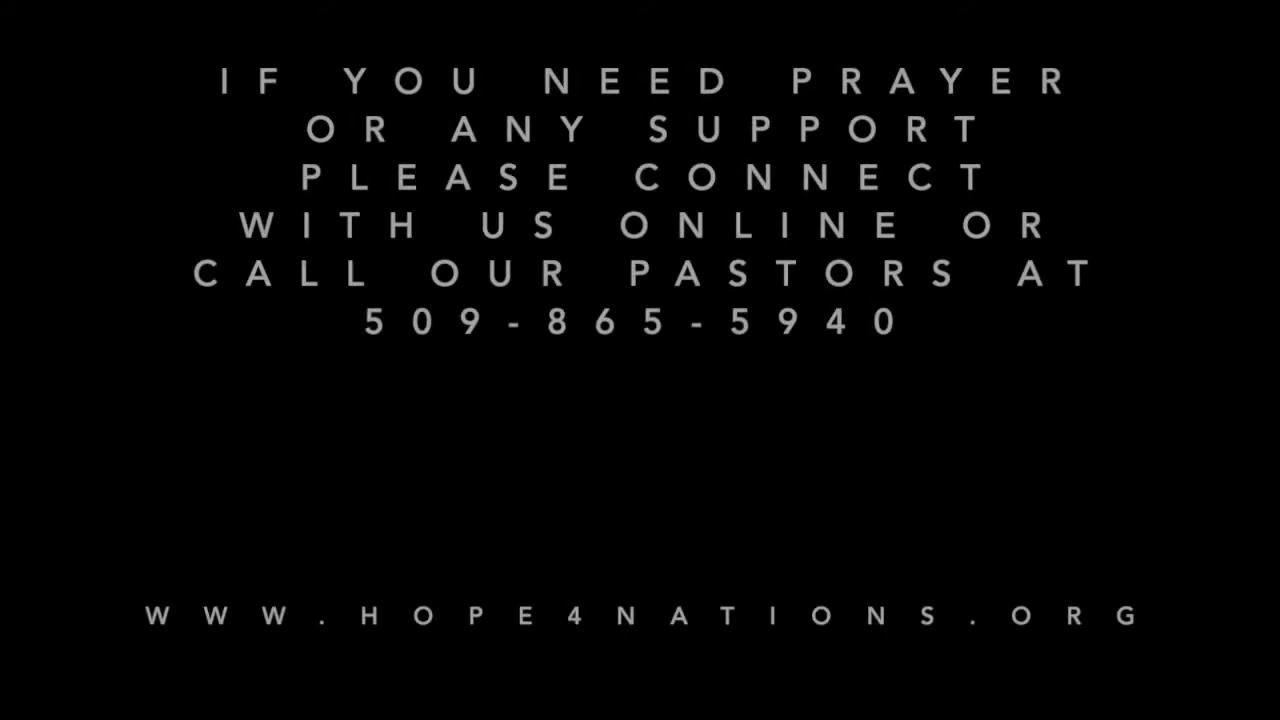 IF YOU NEED PRAYER
OR ANY SUPPORT
PLEASE CONNECT
WITH US ONLINE OR
CALL OUR PASTORS AT
509-865-5940
WWW.HOPE4NATIONS.ORG